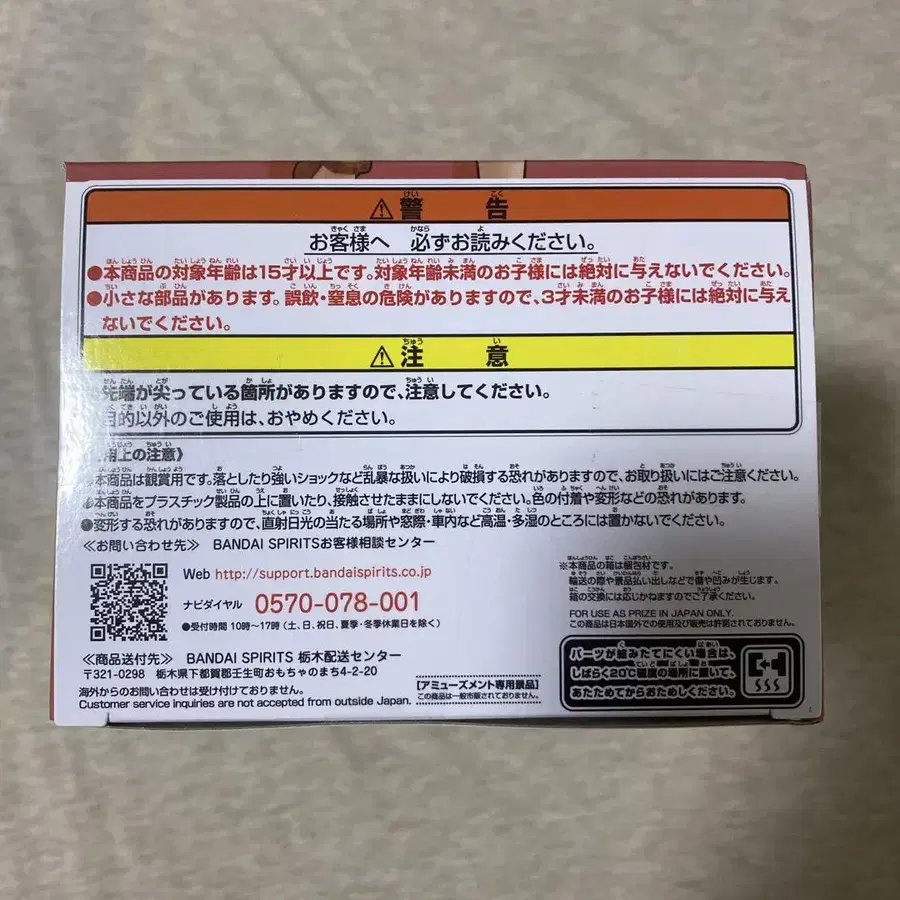 ⚠警告
お客様へ 必ずお読みください。
●本商品の対象年齢は15才以上です。対象年齢未満のお子様には絶対に与えないでください。
●小さな部品があります。誤飲・窒息の危険がありますので、3才未満のお子様には絶対に与え
ないでください。
⚠注意
先端が尖っている箇所がありますので、注意してください。
目的以外のご使用は、おやめください。
用上の注意》
●本商品は観賞用です。落としたり強いショックなど乱暴な扱いにより破損する恐れがありますので、お取り扱いにはご注意ください。
●本商品をプラスチック製品の上に置いたり、接触させたままにしないでください。色の付着や変形などの恐れがあります。
●変形する恐れがありますので、直射日光の当たる場所や窓際・車内など高温・多湿のところには置かないでください。
≪お問い合わせ先≫ BANDAI SPIRITSお客様相談センター
Web http://support.bandaispirits.co.jp
ナビダイヤル 0570-078-001
●受付時間 10時〜17時 (土、日、祝日、夏季・冬季休業日を除く)
≪商品送付先≫ BANDAI SPIRITS 栃木配送センター
〒321-0298 栃木県下都賀郡壬生町おもちゃのまち4-2-20
海外からのお問い合わせは受け付けておりません。
Customer service inquiries are not accepted from outside Japan.
[アミューズメント専用景品]
この商品は一般市販されておりません。
※本商品の箱は梱包材です。
輸送の際や景品払い出しなどで傷や凹みが生じます。
箱の交換には応じかねますのでご了承ください。
FOR USE AS PRIZE IN JAPAN ONLY.
この商品は日本国外での使用及び販売は許諾されておりません。
パーツが組みたてにくい場合は、
しばらく20℃程度の場所に置いて、
あたためてからおためしください。